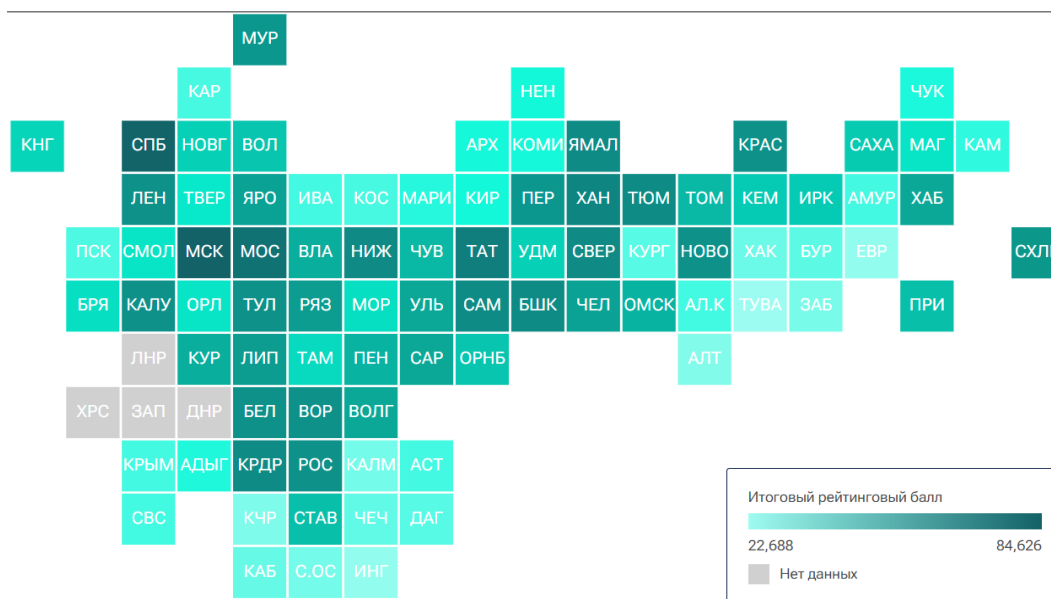 МУР
КАР НЕН ЧУК
КНГ СПБ НОВГ ВОЛ АРХ КОМИ ЯМАЛ КРАС САХА МАГ КАМ
ЛЕН ТВЕР ЯРО ИВА КОС МАРИ КИР ПЕР ХАН ТЮМ ТОМ КЕМ ИРК АМУР ХАБ
ПСК СМОЛ МСК МОС ВЛА НИЖ ЧУВ ТАТ УДМ СВЕР КУРГ НОВО ХАК БУР ЕВР
БРЯ КАЛУ ОРЛ ТУЛ РЯЗ МОР УЛЬ САМ БШК ЧЕЛ ОМСК АЛ.К ТУВА ЗАБ ПРИ
ЛНР КУР ЛИП ТАМ ПЕН САР ОРНБ АЛТ
ХРС ЗАП ДНР БЕЛ ВОР ВОЛГ
КРЫМ АДЫГ КРДР РОС КАЛМ АСТ
СВС КЧР СТАВ ЧЕЧ ДАГ
КАБ С.ОС ИНГ
Итоговый рейтинговый балл
22,688 84,626
Нет данных